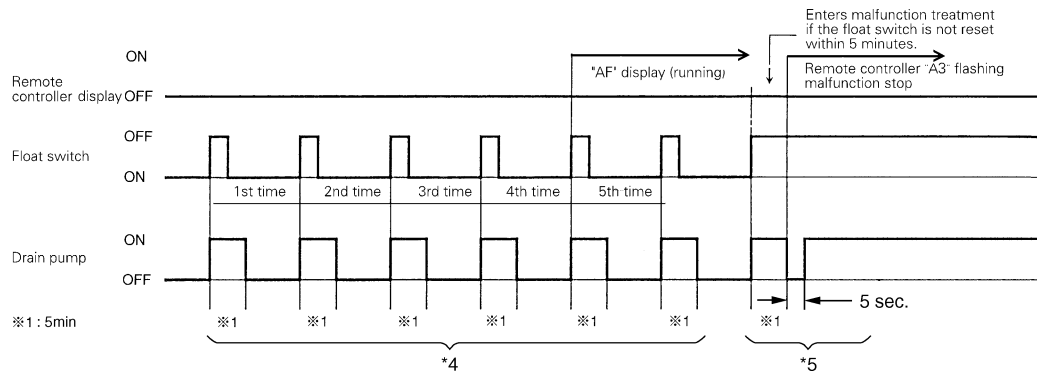 Enters malfunction treatment
if the float switch is not reset
within 5 minutes.
ON
"AF" display (running)
Remote controller "A3" flashing
malfunction stop
Remote
controller display OFF
OFF
Float switch
ON
1st time 2nd time 3rd time 4th time 5th time
ON
Drain pump
OFF
5 sec.
※1 : 5min ※1 ※1 ※1 ※1 ※1 ※1 ※1
*4 *5